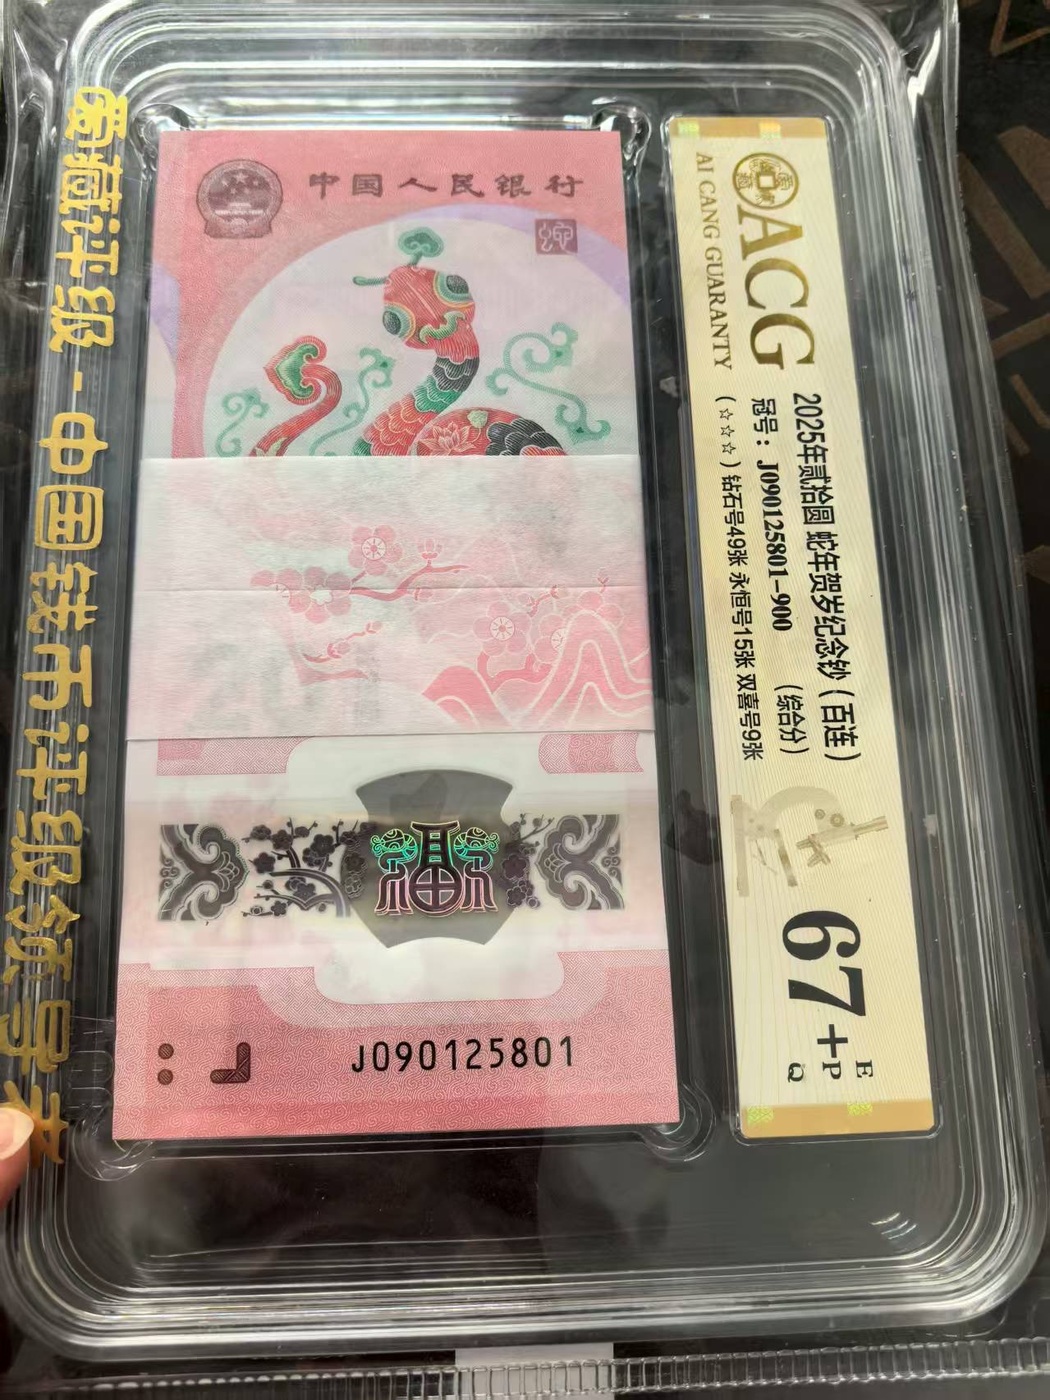 爱藏评级-中国钱币评级领导者
中国人民银行
J090125801
ACG
AI CANG GUARANTY
2025年贰拾圆 蛇年贺岁纪念钞（百连）
冠号：J090125801-900 （综合分）
（☆☆☆）钻石号49张 永恒号15张 双喜号9张
67+
E
P
Q